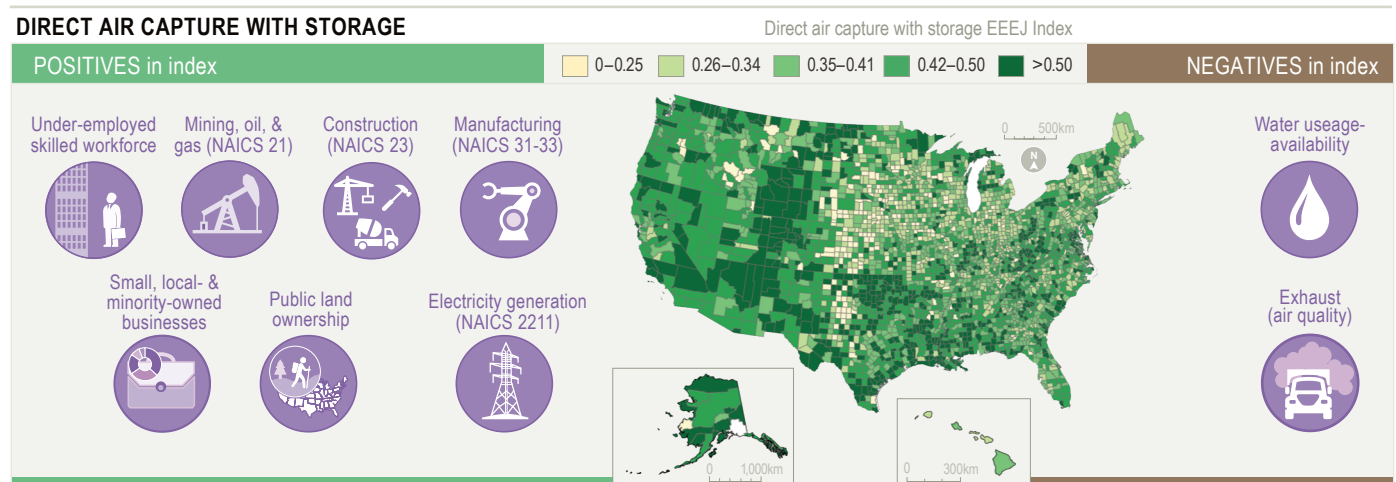 DIRECT AIR CAPTURE WITH STORAGE
Direct air capture with storage EEEJ Index
POSITIVES in index
0–0.25
0.26–0.34
0.35–0.41
0.42–0.50
>0.50
NEGATIVES in index
Under-employed
skilled workforce
Mining, oil, &
gas (NAICS 21)
Construction
(NAICS 23)
Manufacturing
(NAICS 31-33)
Small, local- &
minority-owned
businesses
Public land
ownership
Electricity generation
(NAICS 2211)
0 500km
N
0 1,000km
0 300km
Water useage-
availability
Exhaust
(air quality)